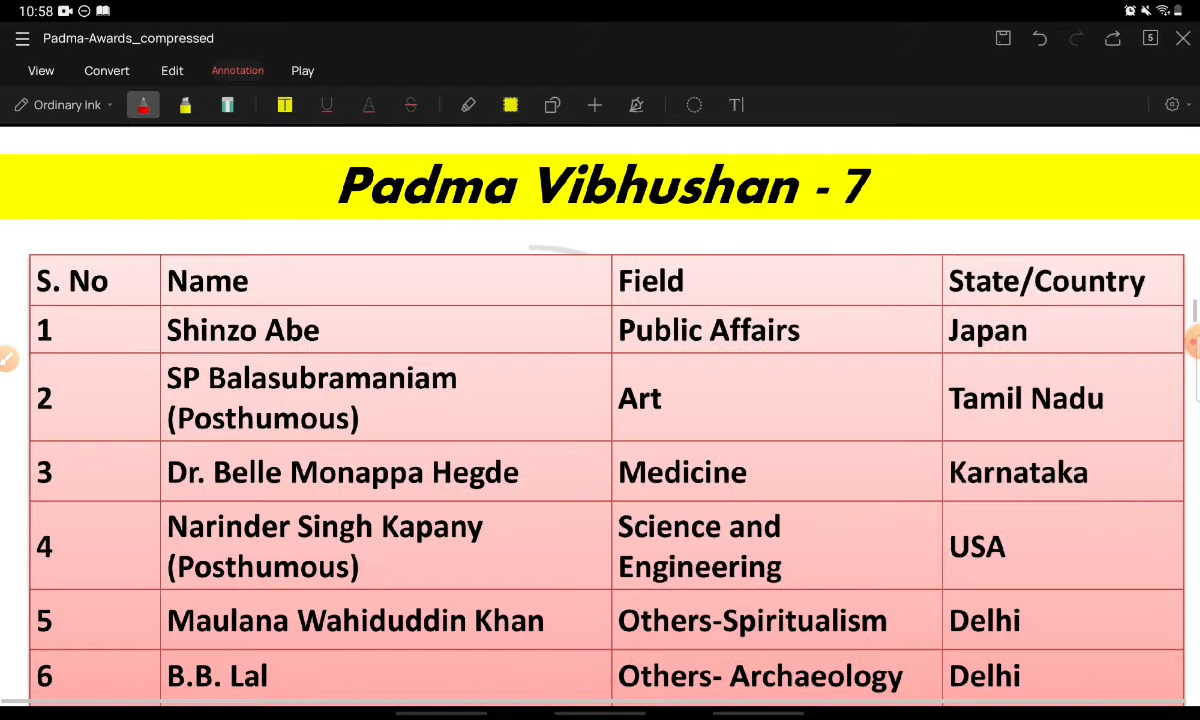 10:58
Padma-Awards_compressed
5
View Convert Edit Annotation Play
Ordinary Ink T U A S T
Padma Vibhushan - 7
S. No Name Field State/Country
1 Shinzo Abe Public Affairs Japan
2 SP Balasubramaniam (Posthumous) Art Tamil Nadu
3 Dr. Belle Monappa Hegde Medicine Karnataka
4 Narinder Singh Kapany (Posthumous) Science and Engineering USA
5 Maulana Wahiduddin Khan Others-Spiritualism Delhi
6 B.B. Lal Others- Archaeology Delhi